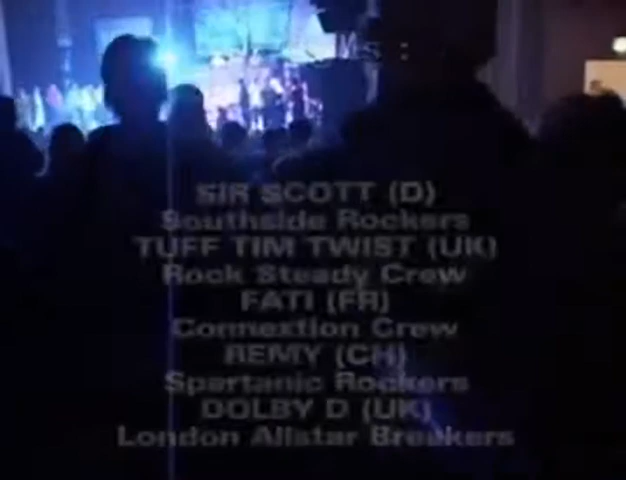 SIR SCOTT (D)
Southside Rockers
TUFF TIM TWIST (UK)
Rock Steady Crew
FATI (FR)
Connextion Crew
REMY (CH)
Spartanic Rockers
DOLBY D (UK)
London Allstar Breakers